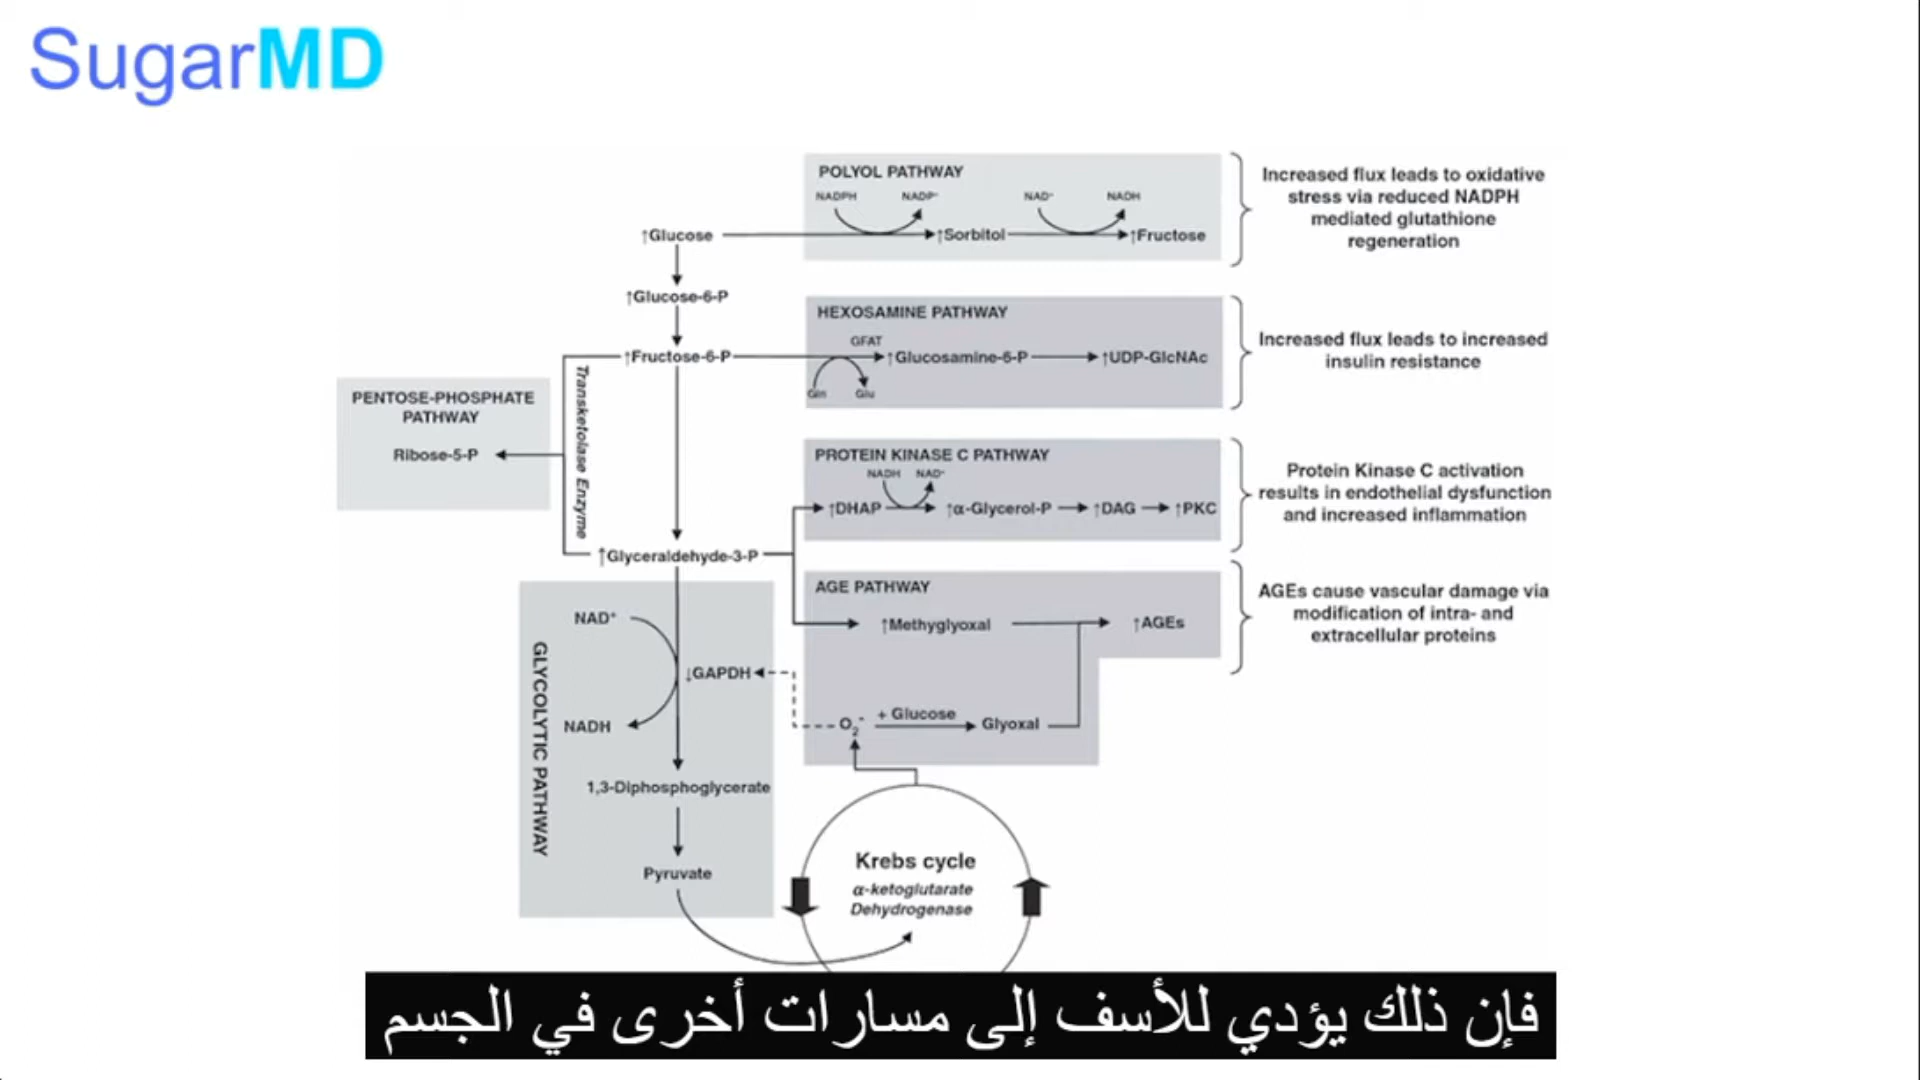 SugarMD
POLYOL PATHWAY
NADPH NADP⁺ NAD⁺ NADH
↑Glucose ↑Sorbitol ↑Fructose
Increased flux leads to oxidative
stress via reduced NADPH
mediated glutathione
regeneration
↑Glucose-6-P
HEXOSAMINE PATHWAY
GFAT
↑Fructose-6-P ↑Glucosamine-6-P ↑UDP-GlcNAc
Gln Glu
Increased flux leads to increased
insulin resistance
PENTOSE-PHOSPHATE
PATHWAY
Ribose-5-P
Transketolase Enzyme
PROTEIN KINASE C PATHWAY
NADH NAD⁺
↑DHAP ↑α-Glycerol-P ↑DAG ↑PKC
Protein Kinase C activation
results in endothelial dysfunction
and increased inflammation
↑Glyceraldehyde-3-P
AGE PATHWAY
↑Methyglyoxal ↑AGEs
AGEs cause vascular damage via
modification of intra- and
extracellular proteins
GLYCOLYTIC PATHWAY
NAD⁺
↓GAPDH
NADH
O₂⁻ + Glucose Glyoxal
1,3-Diphosphoglycerate
Pyruvate
Krebs cycle
α-ketoglutarate
Dehydrogenase
فإن ذلك يؤدي للأسف إلى مسارات أخرى في الجسم